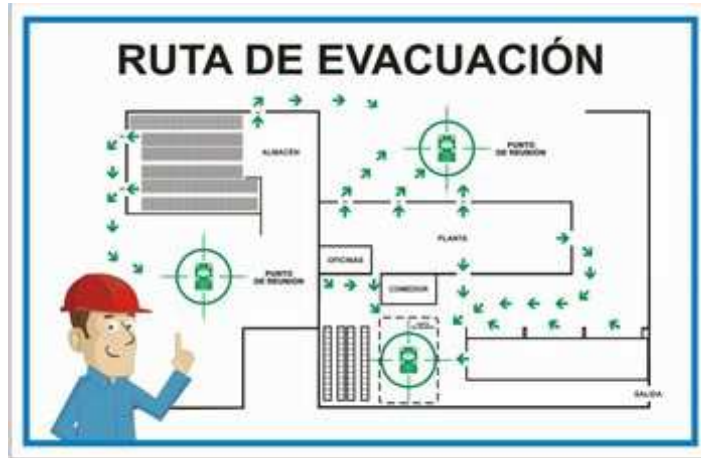 RUTA DE EVACUACIÓN
ALMACÉN
PUNTO
DE REUNIÓN
PLANTA
OFICINAS
PUNTO
DE REUNIÓN
COMEDOR
SALIDA